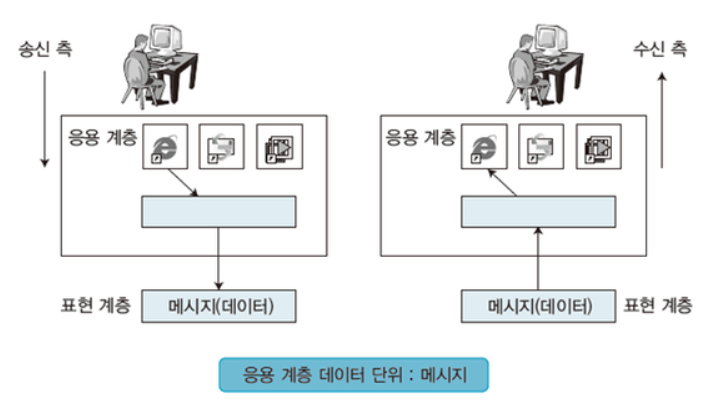 송신 측
수신 측
응용 계층
응용 계층
표현 계층
메시지(데이터)
메시지(데이터)
표현 계층
응용 계층 데이터 단위 : 메시지